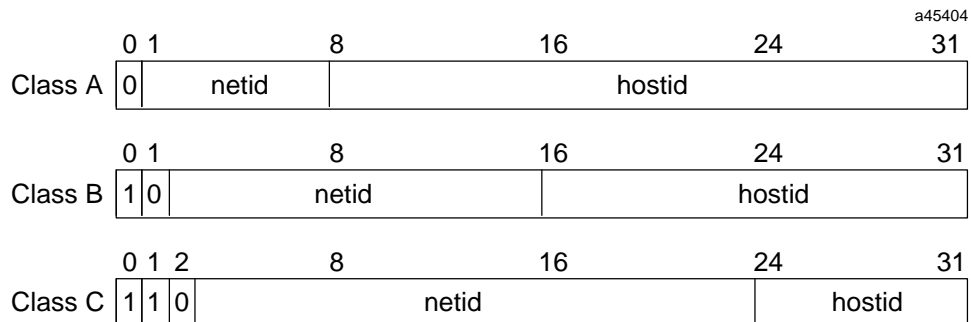 a45404
0 1 8 16 24 31
Class A 0 netid hostid
0 1 8 16 24 31
Class B 1 0 netid hostid
0 1 2 8 16 24 31
Class C 1 1 0 netid hostid